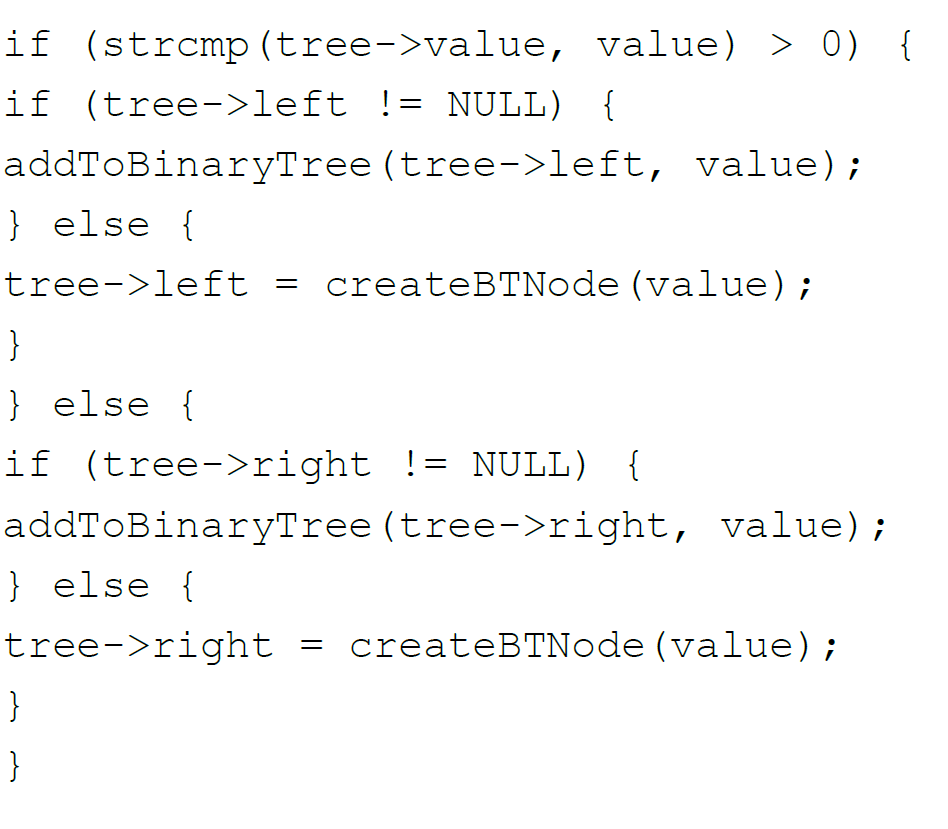 if (strcmp(tree->value, value) > 0) {
if (tree->left != NULL) {
addToBinaryTree(tree->left, value);
} else {
tree->left = createBTNode(value);
}
} else {
if (tree->right != NULL) {
addToBinaryTree(tree->right, value);
} else {
tree->right = createBTNode(value);
}
}